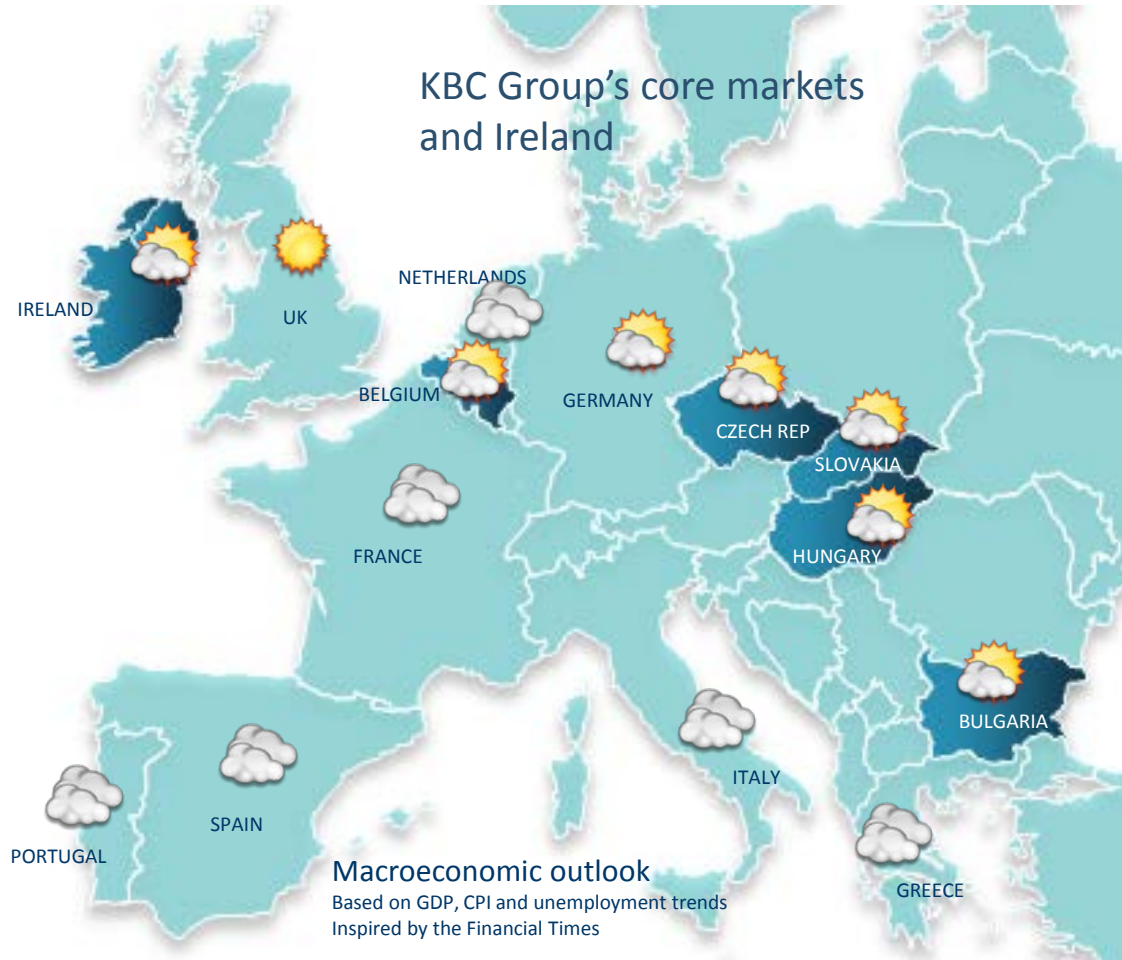 KBC Group's core markets
and Ireland
NETHERLANDS
IRELAND
UK
BELGIUM
GERMANY
CZECH REP
SLOVAKIA
FRANCE
HUNGARY
BULGARIA
ITALY
SPAIN
PORTUGAL
GREECE
Macroeconomic outlook
Based on GDP, CPI and unemployment trends
Inspired by the Financial Times